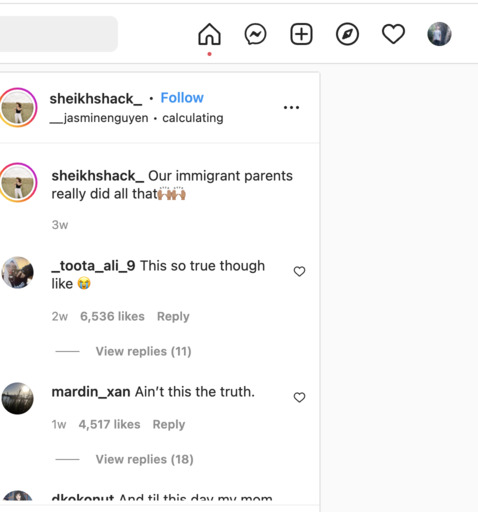 sheikhshack_ • Follow
__jasminenguyen • calculating
sheikhshack_ Our immigrant parents
really did all that🙌🏽🙌🏽
3w
_toota_ali_9 This so true though
like 😭
2w 6,536 likes Reply
View replies (11)
mardin_xan Ain’t this the truth.
1w 4,517 likes Reply
View replies (18)
dkokonut And til this day my mom